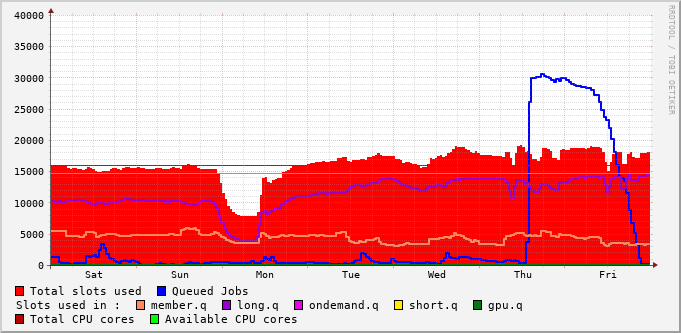 40000
35000
30000
25000
20000
15000
10000
5000
0
Sat Sun Mon Tue Wed Thu Fri
Total slots used Queued Jobs
Slots used in : member.q long.q ondemand.q short.q gpu.q
Total CPU cores Available CPU cores
RRDTOOL / TOBI OETIKER